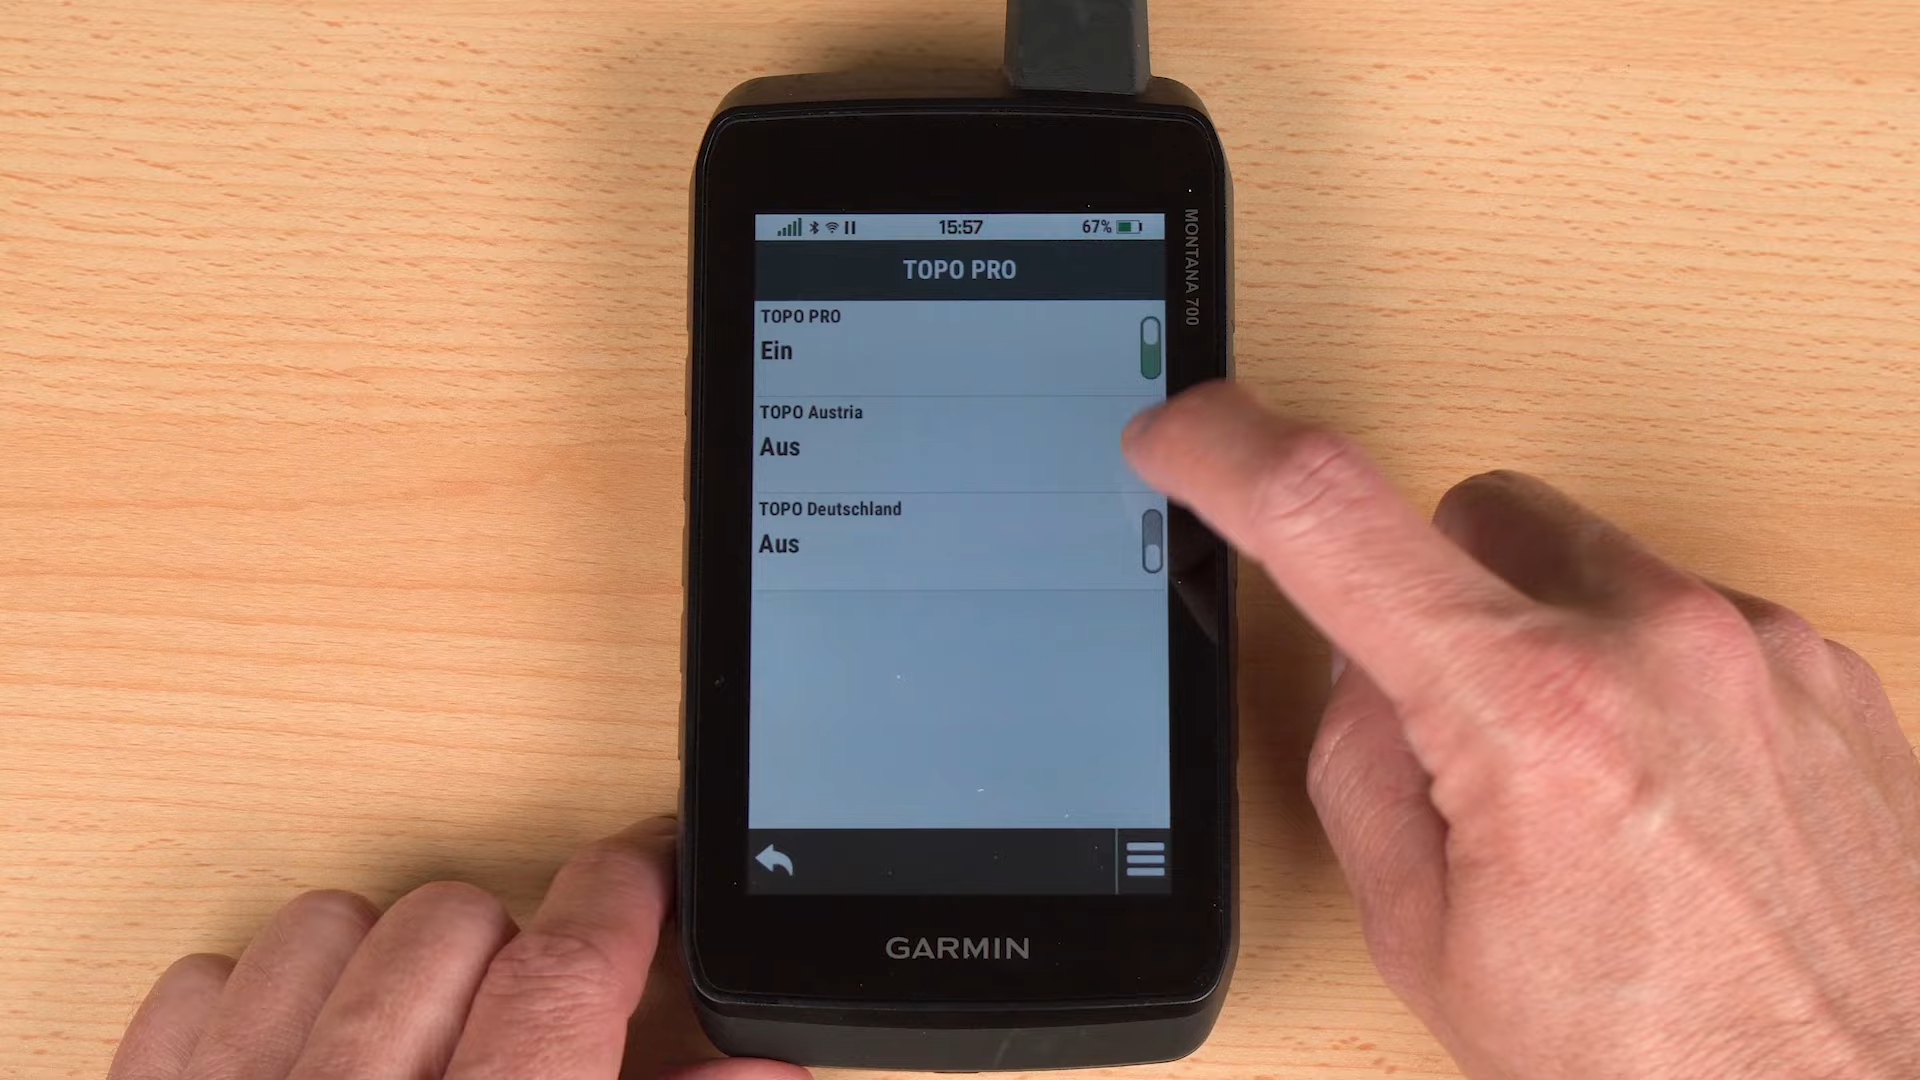 15:57
67%
TOPO PRO
TOPO PRO
Ein
TOPO Austria
Aus
TOPO Deutschland
Aus
MONTANA 700
GARMIN